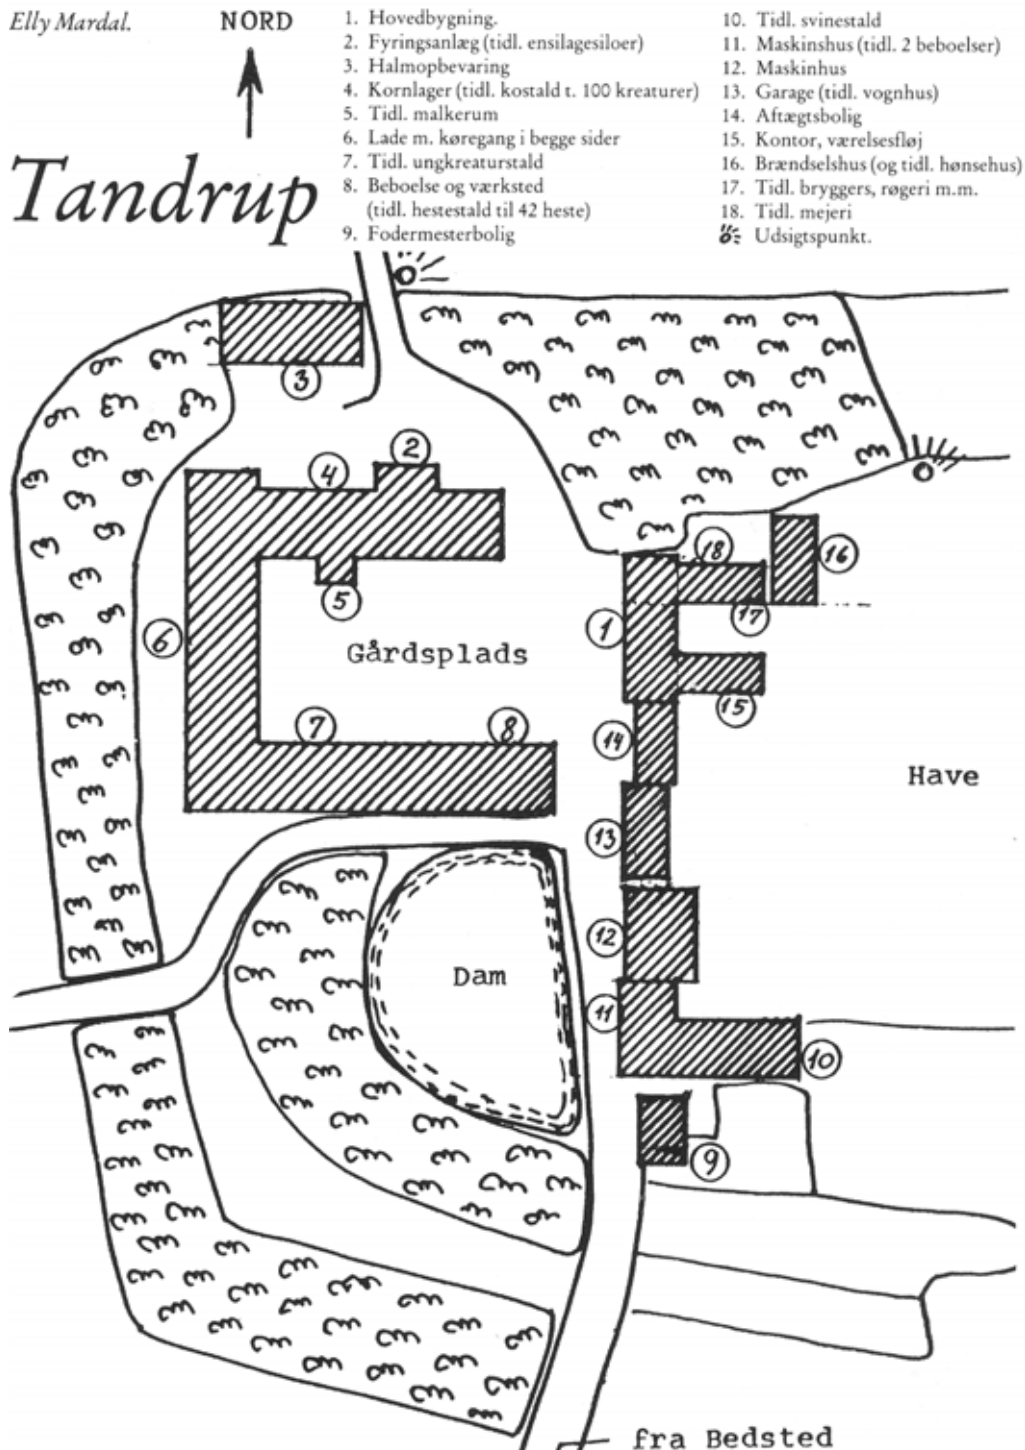 Elly Mardal.
NORD
Tandrup
1. Hovedbygning.
2. Fyringsanlæg (tidl. ensilagesiloer)
3. Halmopbevaring
4. Kornlager (tidl. kostald t. 100 kreaturer)
5. Tidl. malkerum
6. Lade m. køregang i begge sider
7. Tidl. ungkreaturstald
8. Beboelse og værksted
(tidl. hestestald til 42 heste)
9. Fodermesterbolig
10. Tidl. svinestald
11. Maskinshus (tidl. 2 beboelser)
12. Maskinhus
13. Garage (tidl. vognhus)
14. Aftægtsbolig
15. Kontor, værelsesfløj
16. Brændselshus (og tidl. hønsehus)
17. Tidl. bryggers, røgeri m.m.
18. Tidl. mejeri
Udsigtspunkt.
3
2
4
18
16
5
17
6
1
Gårdsplads
15
7
8
14
Have
13
12
Dam
11
10
9
fra Bedsted